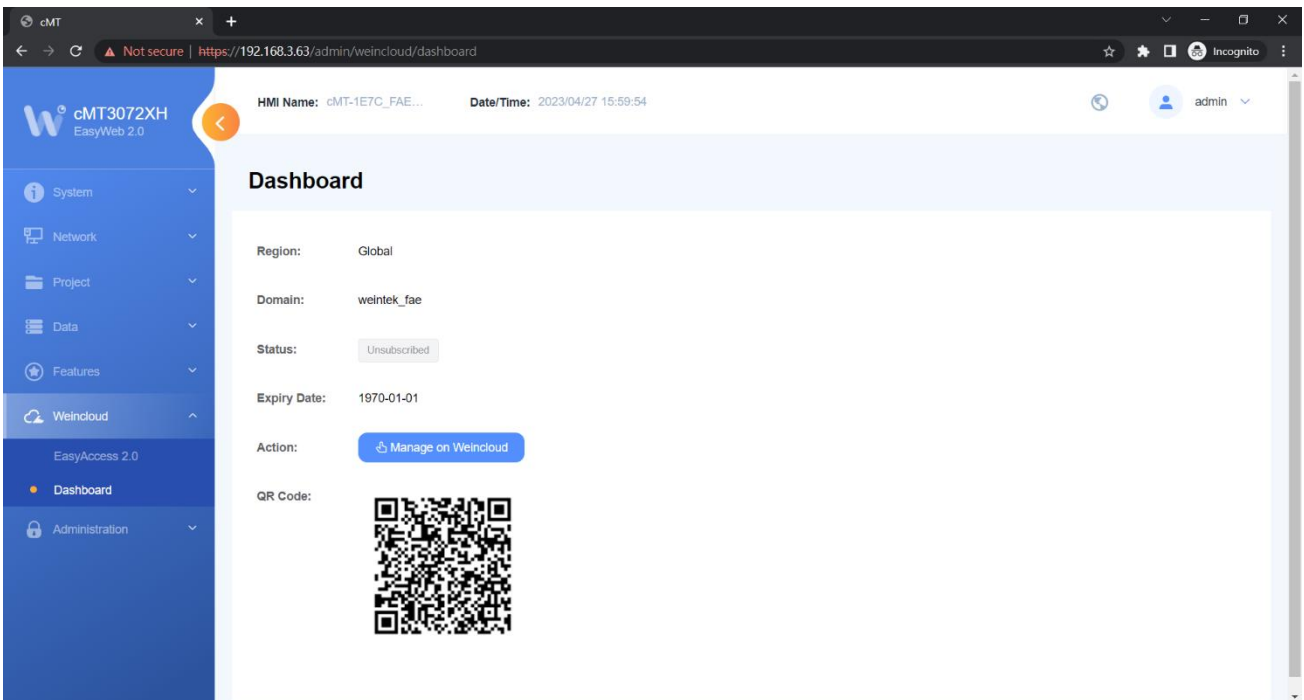 cMT
Not secure | https://192.168.3.63/admin/weincloud/dashboard
Incognito
cMT3072XH
EasyWeb 2.0
HMI Name: cMT-1E7C_FAE... Date/Time: 2023/04/27 15:59:54
admin
System
Network
Project
Data
Features
Weincloud
EasyAccess 2.0
Dashboard
Administration
Dashboard
Region: Global
Domain: weintek_fae
Status: Unsubscribed
Expiry Date: 1970-01-01
Action: Manage on Weincloud
QR Code: